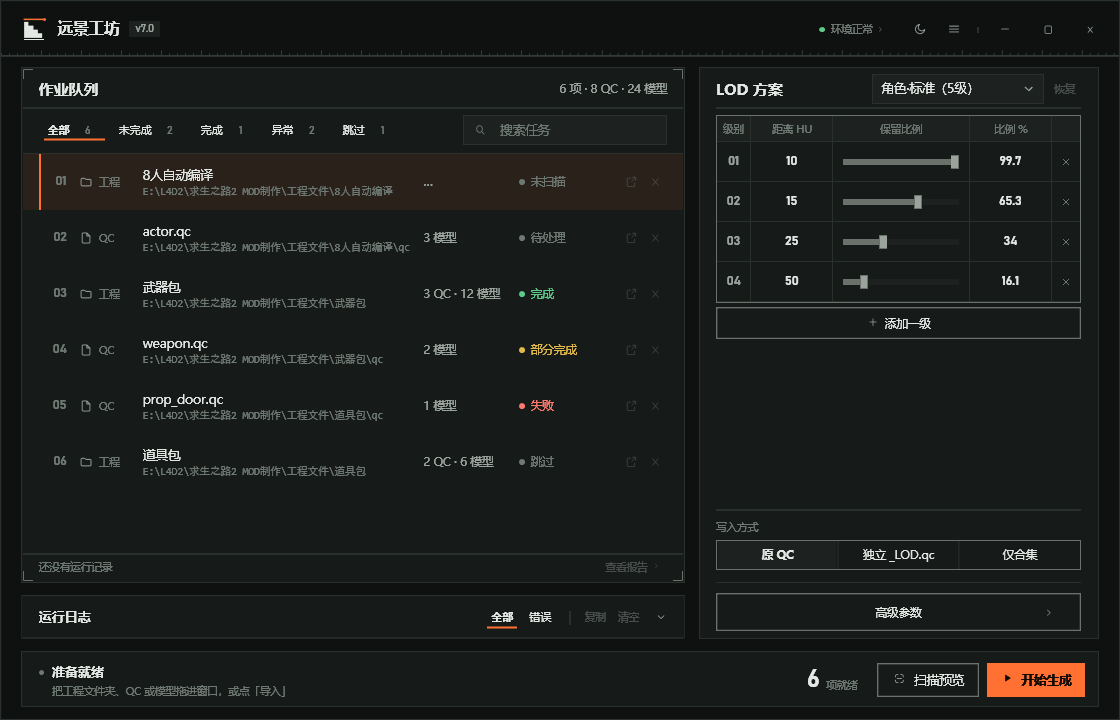 远景工坊 v7.0
环境正常
作业队列
6 项 · 8 QC · 24 模型
全部 6 未完成 2 完成 1 异常 2 跳过 1
搜索任务
01 工程 8人自动编译 ... 未扫描
E:\L4D2\求生之路2 MOD制作\工程文件\8人自动编译
02 QC actor.qc 3 模型 待处理
E:\L4D2\求生之路2 MOD制作\工程文件\8人自动编译\qc
03 工程 武器包 3 QC · 12 模型 完成
E:\L4D2\求生之路2 MOD制作\工程文件\武器包
04 QC weapon.qc 2 模型 部分完成
E:\L4D2\求生之路2 MOD制作\工程文件\武器包\qc
05 QC prop_door.qc 1 模型 失败
E:\L4D2\求生之路2 MOD制作\工程文件\道具包\qc
06 工程 道具包 2 QC · 6 模型 跳过
E:\L4D2\求生之路2 MOD制作\工程文件\道具包
还没有运行记录
查看报告
运行日志
全部 错误 复制 清空
LOD 方案
角色·标准（5级）
恢复
级别 距离 HU 保留比例 比例 %
01 10 99.7
02 15 65.3
03 25 34
04 50 16.1
+ 添加一级
写入方式
原 QC 独立 _LOD.qc 仅合集
高级参数
准备就绪
把工程文件夹、QC 或模型拖进窗口，或点「导入」
6 项就绪
扫描预览
开始生成